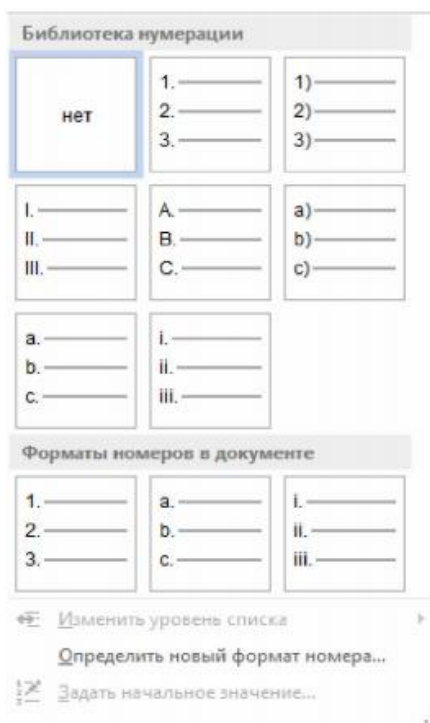 Библиотека нумерации
нет
1.
2.
3.
1)
2)
3)
I.
II.
III.
A.
B.
C.
a)
b)
c)
a.
b.
c.
i.
ii.
iii.
Форматы номеров в документе
1.
2.
3.
a.
b.
c.
i.
ii.
iii.
Изменить уровень списка
Определить новый формат номера...
Задать начальное значение...